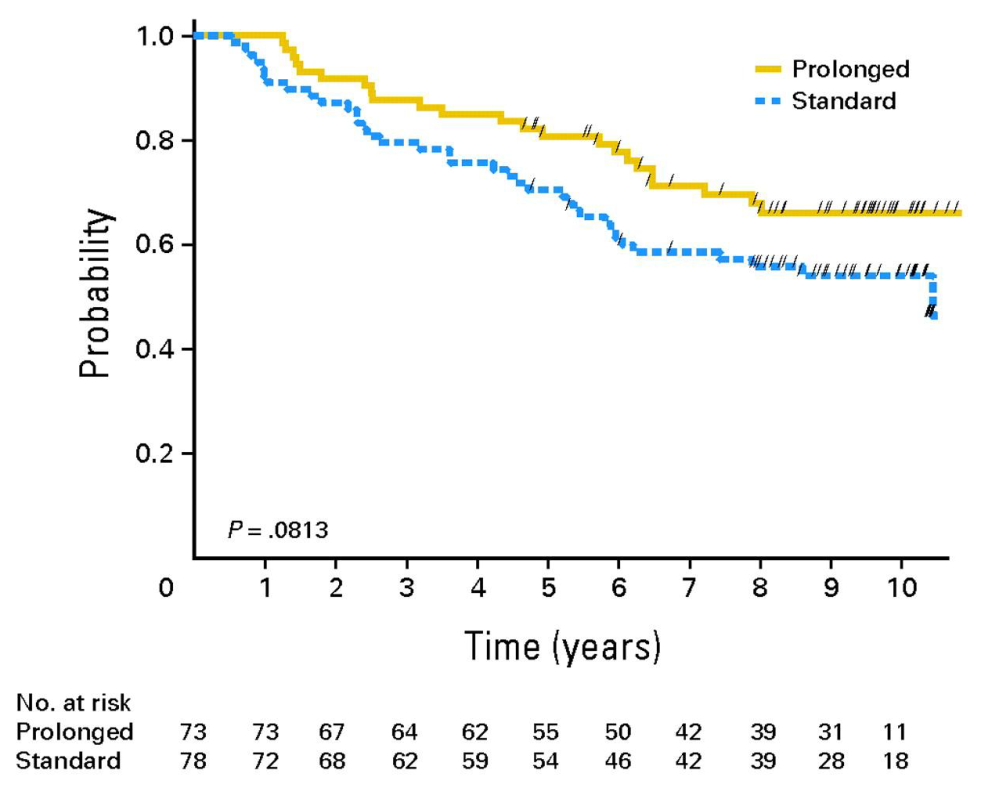 1.0
0.8
0.6
0.4
0.2
Probability
Prolonged
Standard
P = .0813
0 1 2 3 4 5 6 7 8 9 10
Time (years)
No. at risk
Prolonged 73 73 67 64 62 55 50 42 39 31 11
Standard 78 72 68 62 59 54 46 42 39 28 18